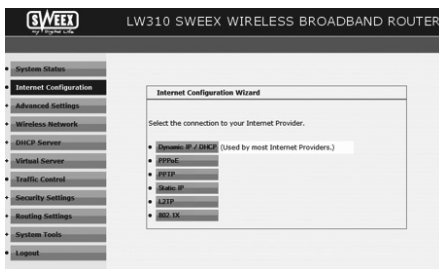 SWEEX
my Digital Life
LW310 SWEEX WIRELESS BROADBAND ROUTER
System Status
Internet Configuration
Advanced Settings
Wireless Network
DHCP Server
Virtual Server
Traffic Control
Security Settings
Routing Settings
System Tools
Logout
Internet Configuration Wizard
Select the connection to your Internet Provider.
Dynamic IP / DHCP (Used by most Internet Providers.)
PPPoE
PPTP
Static IP
L2TP
802.1X